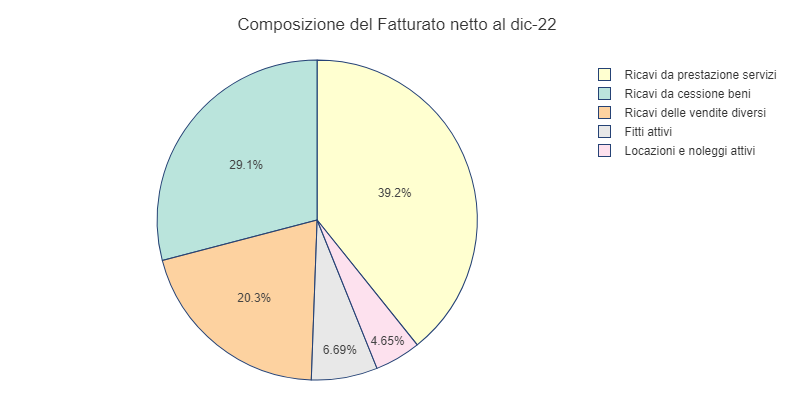 Composizione del Fatturato netto al dic-22
Ricavi da prestazione servizi
Ricavi da cessione beni
Ricavi delle vendite diversi
Fitti attivi
Locazioni e noleggi attivi
29.1%
39.2%
20.3%
6.69%
4.65%